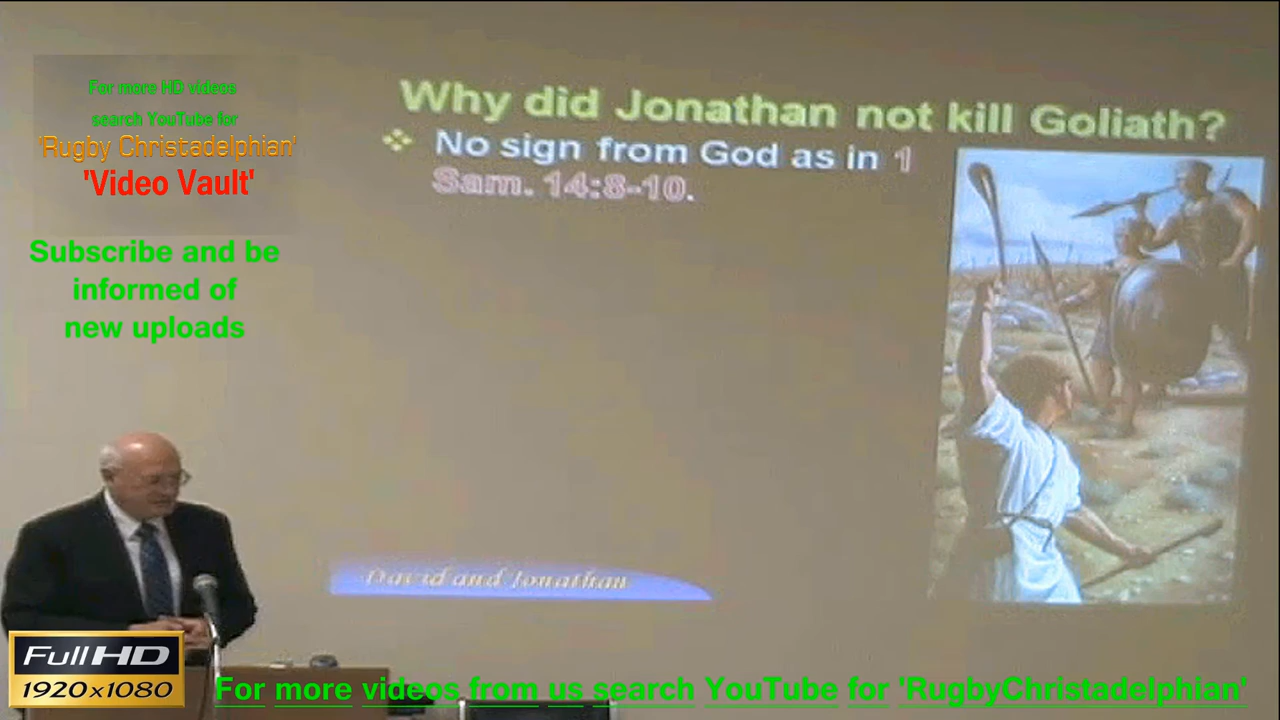 For more HD videos
search YouTube for
'Rugby Christadelphian'
'Video Vault'
Subscribe and be
informed of
new uploads
Why did Jonathan not kill Goliath?
No sign from God as in 1
Sam. 14:8-10.
David and Jonathan
Full HD
1920x1080
For more videos from us search YouTube for 'RugbyChristadelphian'